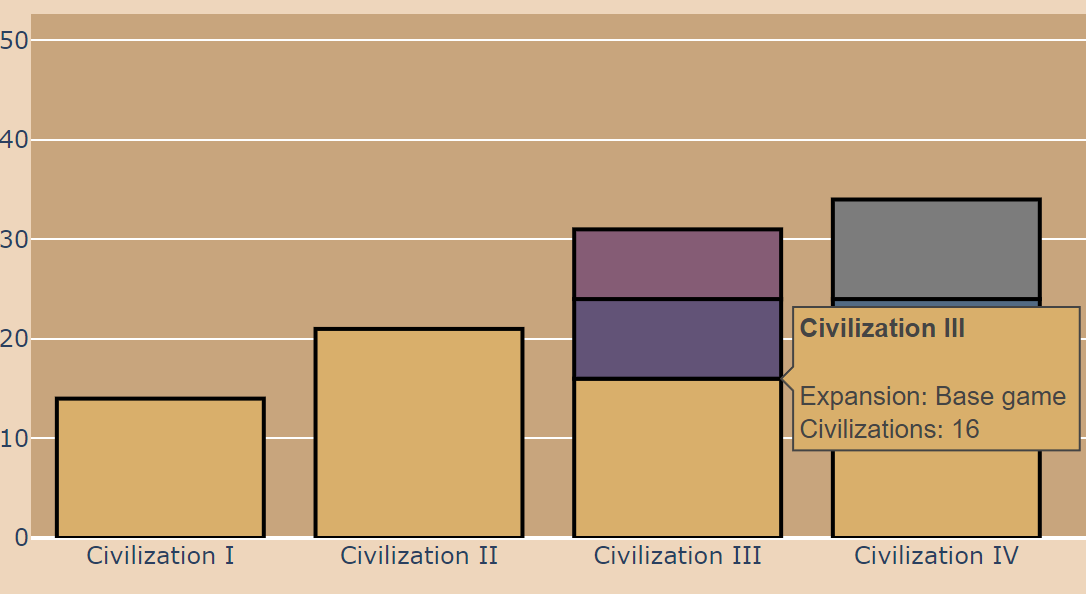 50
40
30
20
10
0
Civilization III
Expansion: Base game
Civilizations: 16
Civilization I
Civilization II
Civilization III
Civilization IV